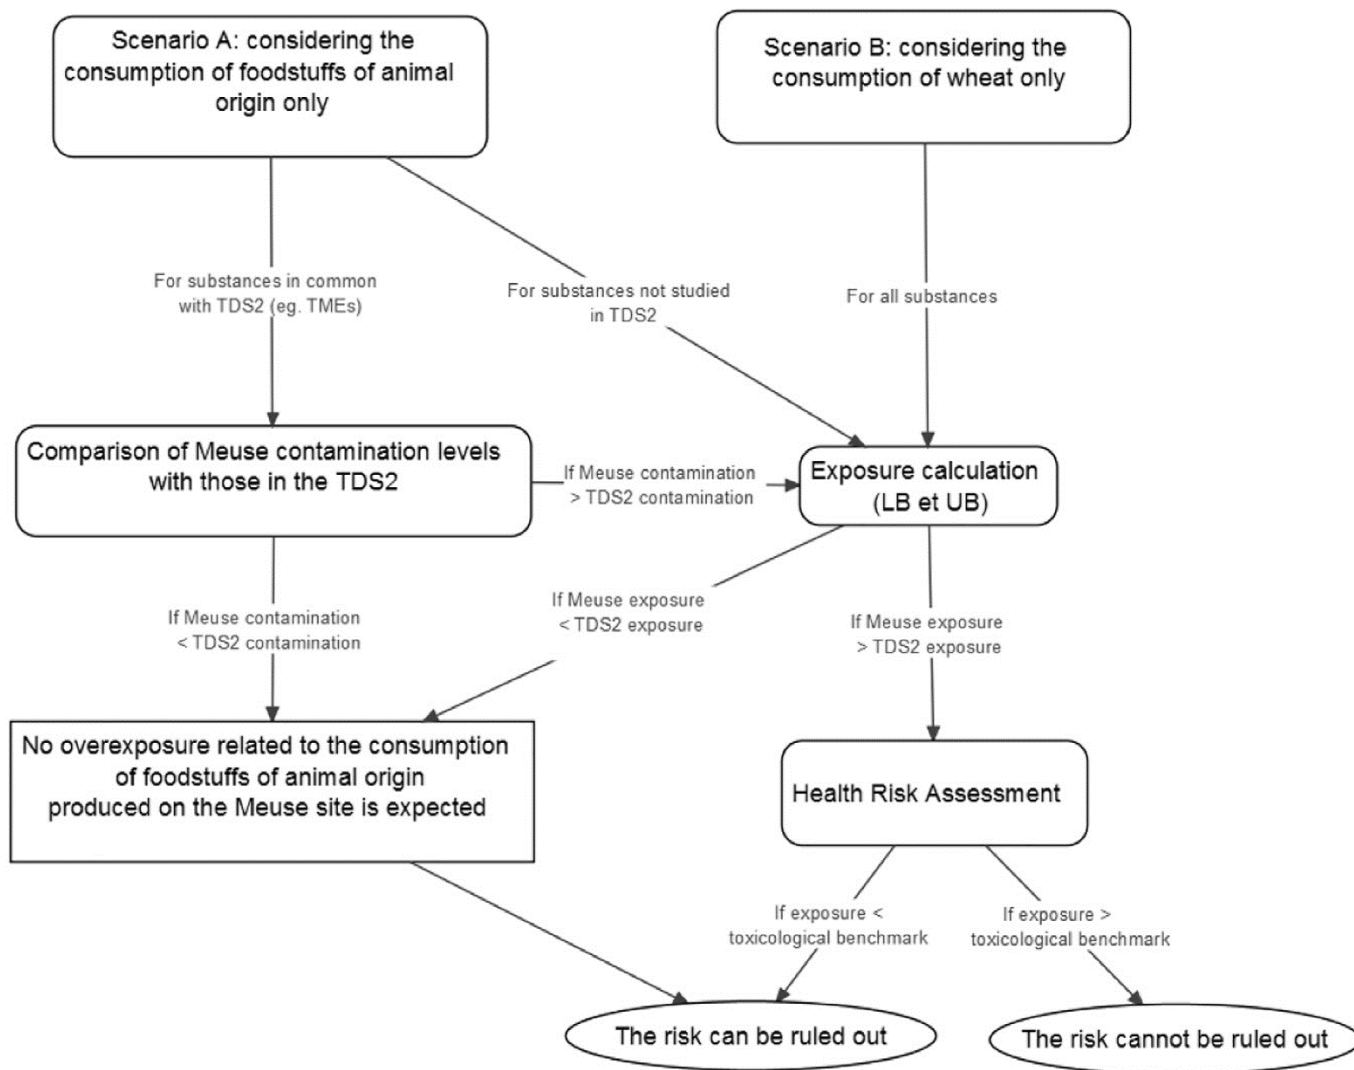 Scenario A: considering the
consumption of foodstuffs of animal
origin only
Scenario B: considering the
consumption of wheat only
For substances in common
with TDS2 (eg. TMEs)
For substances not studied
in TDS2
For all substances
Comparison of Meuse contamination levels
with those in the TDS2
If Meuse contamination
> TDS2 contamination
Exposure calculation
(LB et UB)
If Meuse contamination
< TDS2 contamination
If Meuse exposure
< TDS2 exposure
If Meuse exposure
> TDS2 exposure
No overexposure related to the consumption
of foodstuffs of animal origin
produced on the Meuse site is expected
Health Risk Assessment
If exposure <
toxicological benchmark
If exposure >
toxicological benchmark
The risk can be ruled out
The risk cannot be ruled out